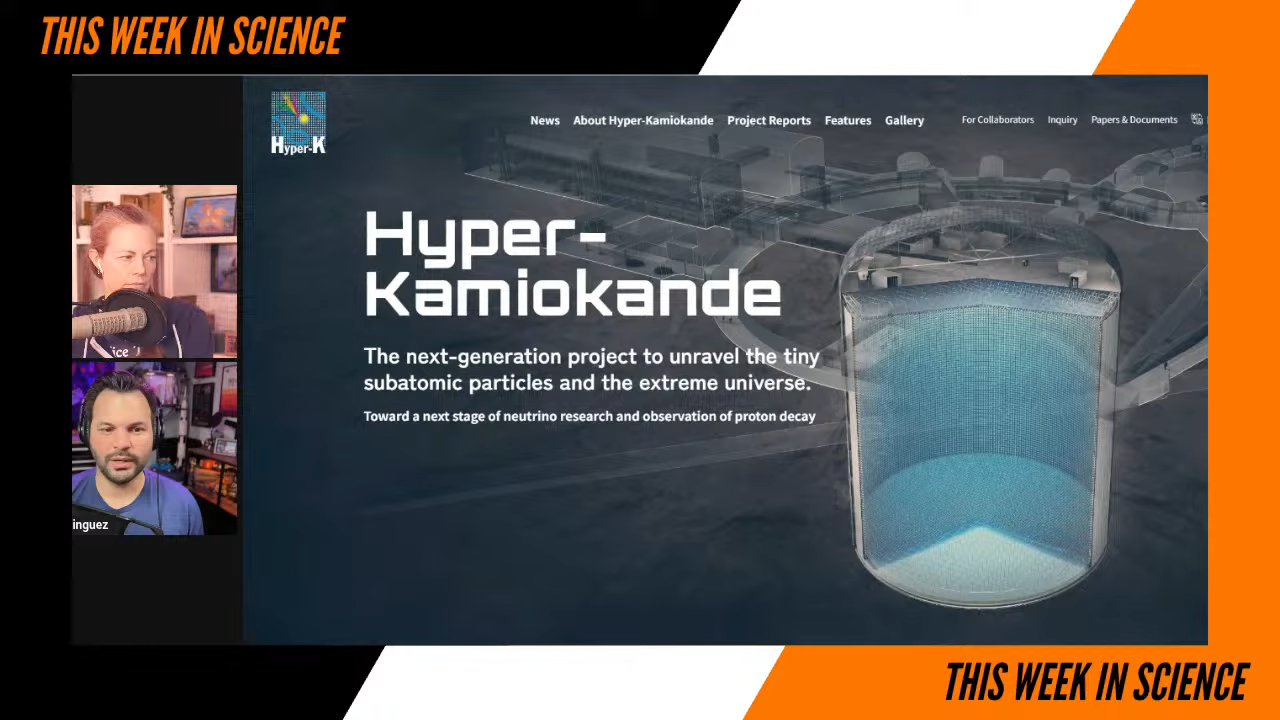 THIS WEEK IN SCIENCE
Hyper-K
News About Hyper-Kamiokande Project Reports Features Gallery For Collaborators Inquiry Papers & Documents
Hyper-
Kamiokande
The next-generation project to unravel the tiny
subatomic particles and the extreme universe.
Toward a next stage of neutrino research and observation of proton decay
inguez
THIS WEEK IN SCIENCE